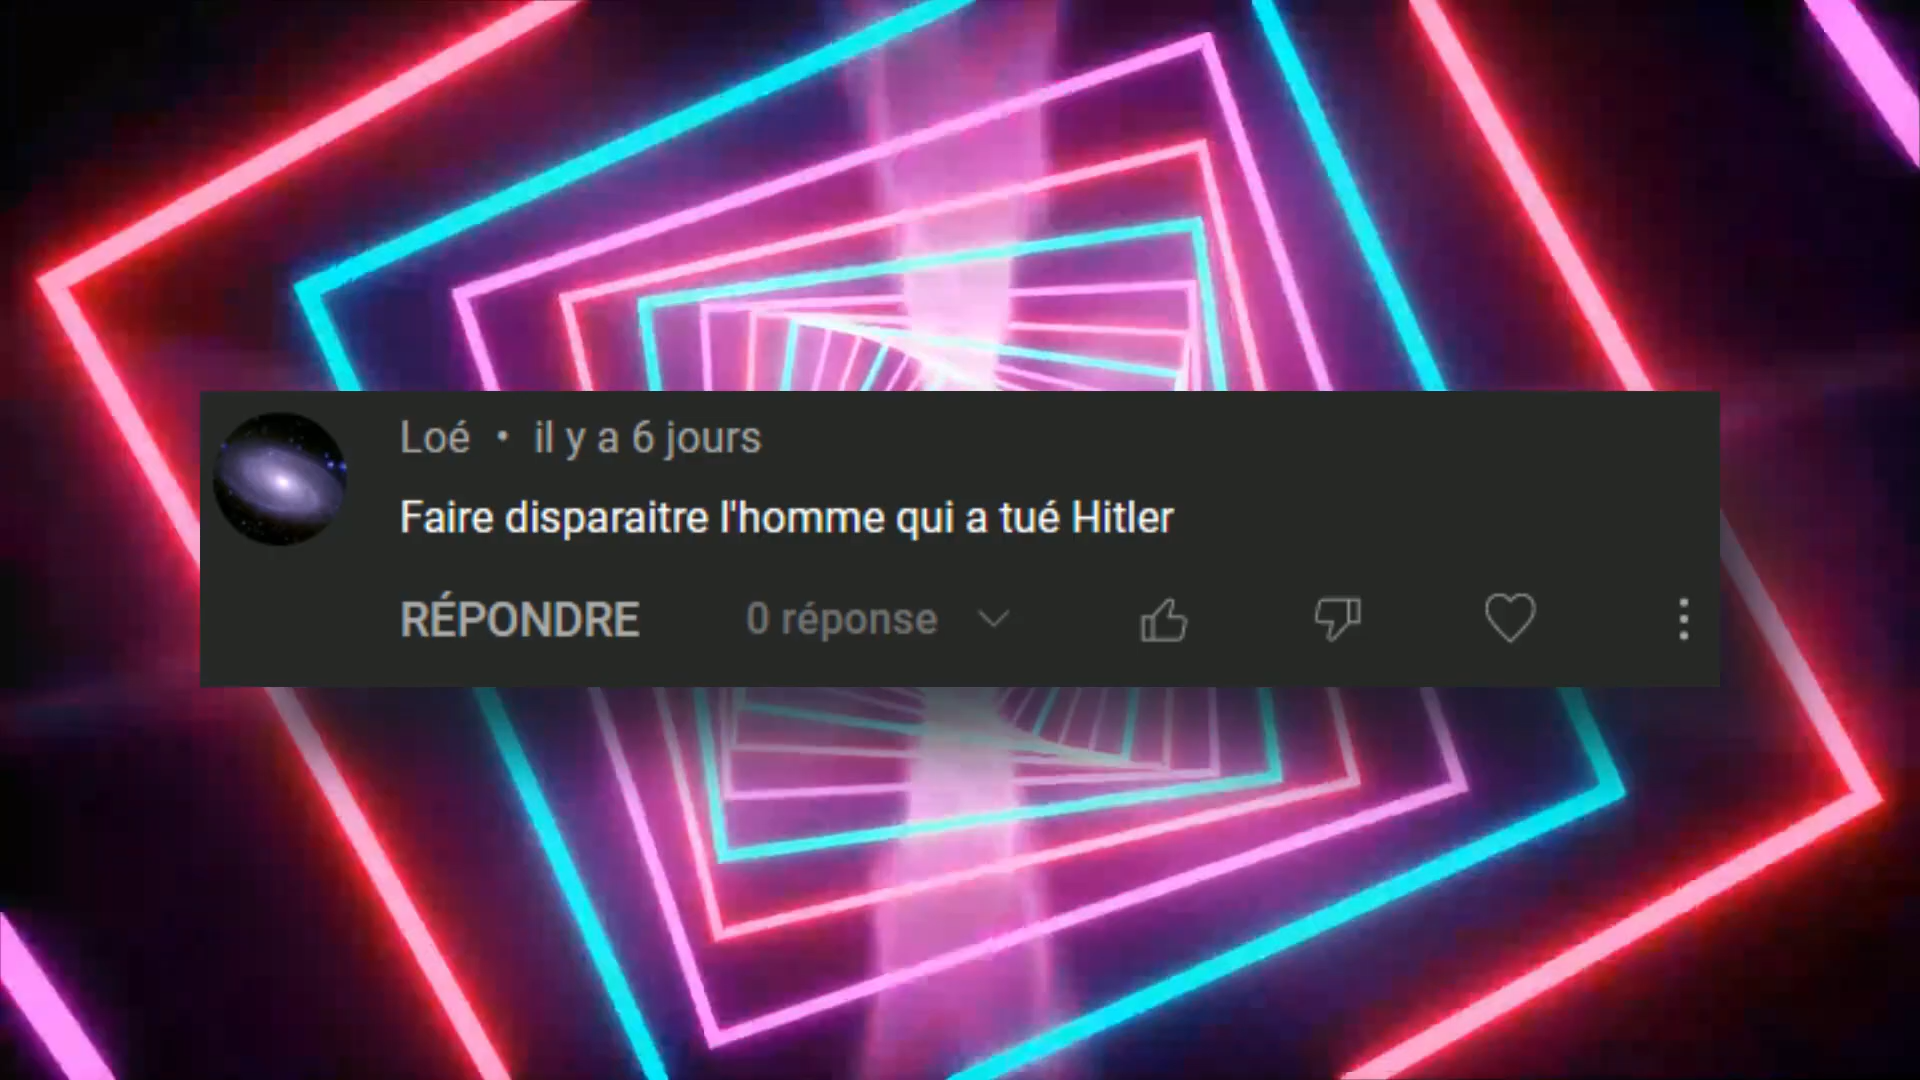 Loé • il y a 6 jours
Faire disparaitre l'homme qui a tué Hitler
RÉPONDRE 0 réponse